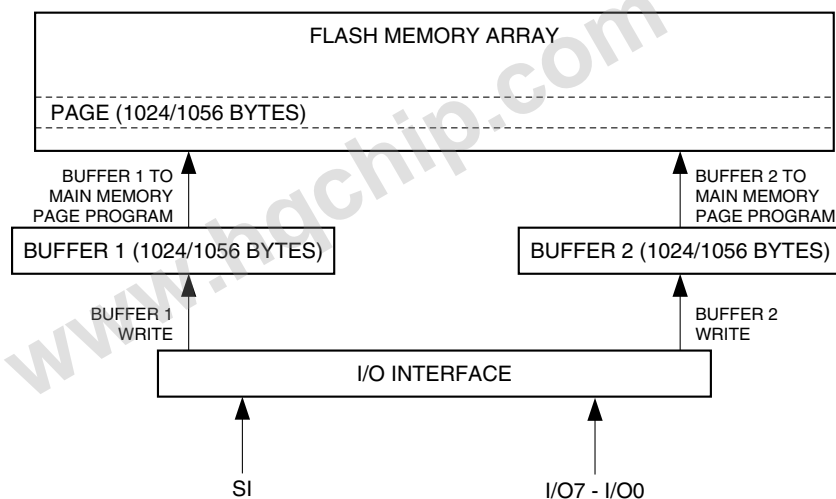 FLASH MEMORY ARRAY
PAGE (1024/1056 BYTES)
BUFFER 1 TO
MAIN MEMORY
PAGE PROGRAM
BUFFER 2 TO
MAIN MEMORY
PAGE PROGRAM
BUFFER 1 (1024/1056 BYTES)
BUFFER 2 (1024/1056 BYTES)
BUFFER 1
WRITE
BUFFER 2
WRITE
I/O INTERFACE
SI
I/O7 - I/O0
www.hqchip.com